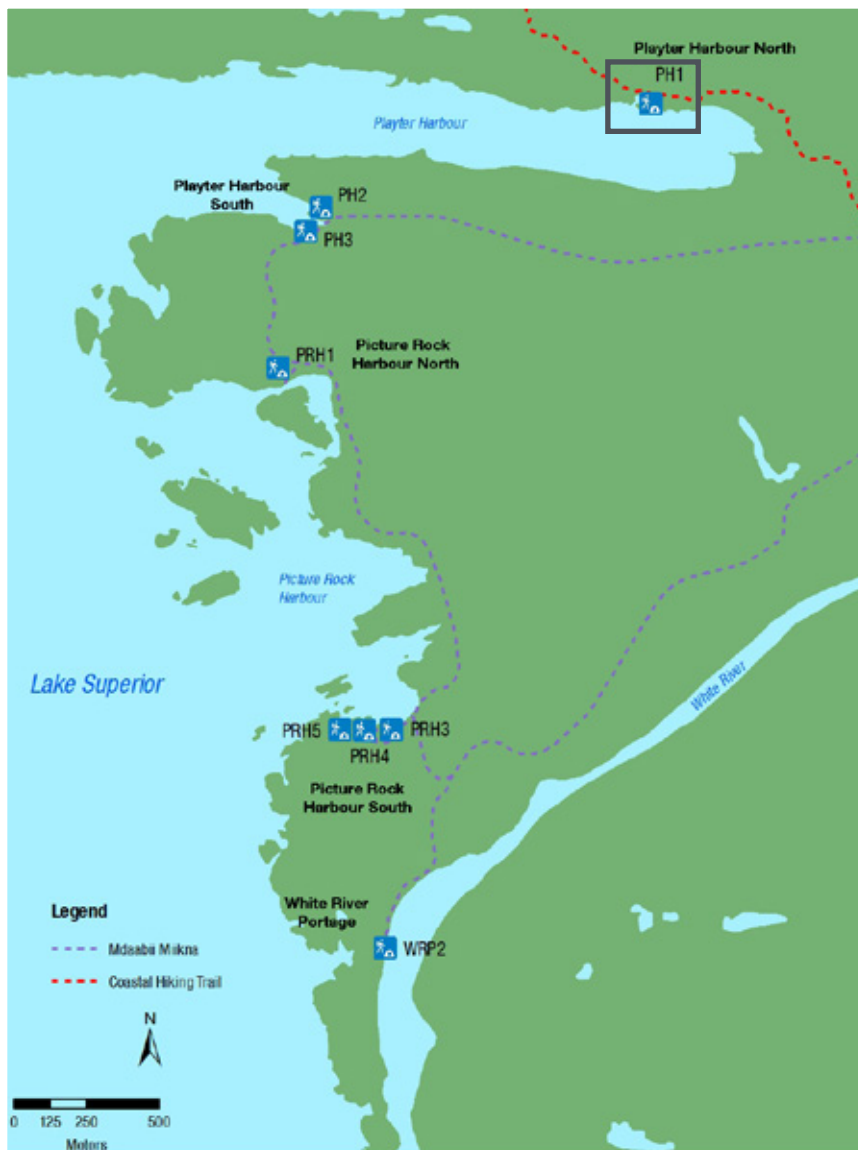 Playter Harbour North
PH1
Playter Harbour
Playter Harbour
South
PH2
PH3
PRH1
Picture Rock
Harbour North
Picture Rock
Harbour
Lake Superior
White River
PRH5
PRH4
PRH3
Picture Rock
Harbour South
White River
Portage
WRP2
Legend
Mdaabii Miikna
Coastal Hiking Trail
N
0 125 250 500
Meters